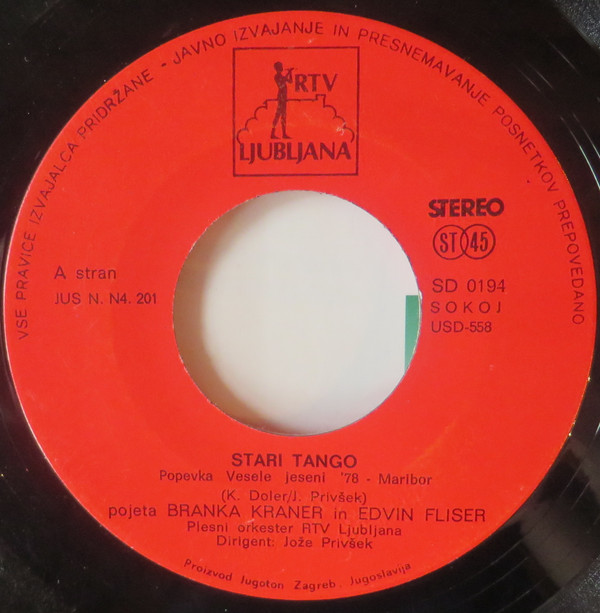 VSE PRAVICE IZVAJALCA PRIDRŽANE - JAVNO IZVAJANJE IN PRESNEMAVANJE POSNETKOV PREPOVEDANO
RTV
LJUBLJANA
STEREO
ST 45
A stran
JUS N. N4. 201
SD 0194
SOKOJ
USD-558
STARI TANGO
Popevka Vesele jeseni '78 - Maribor
(K. Doler/J. Privšek)
pojeta BRANKA KRANER in EDVIN FLISER
Plesni orkester RTV Ljubljana
Dirigent: Jože Privšek
Proizvod Jugoton Zagreb. Jugoslavija